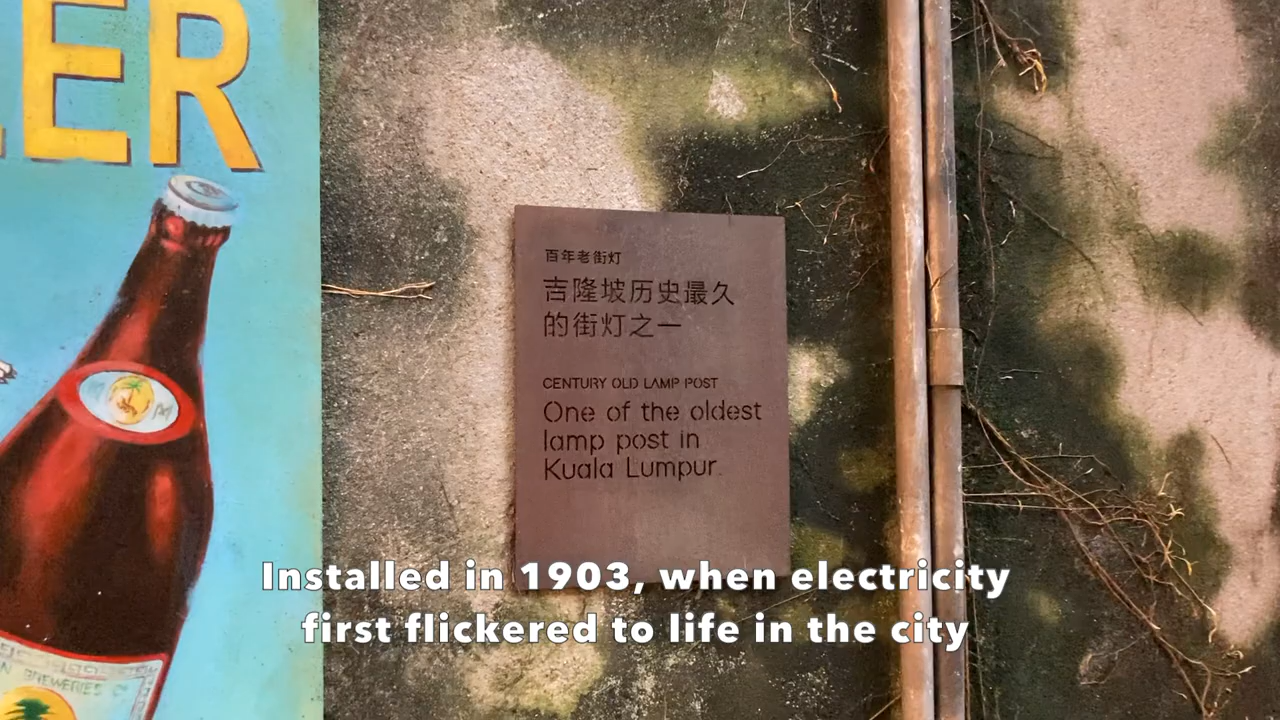 ER
百年老街灯
吉隆坡历史最久
的街灯之一
CENTURY OLD LAMP POST
One of the oldest
lamp post in
Kuala Lumpur.
Installed in 1903, when electricity
first flickered to life in the city
BREWERIES Cº